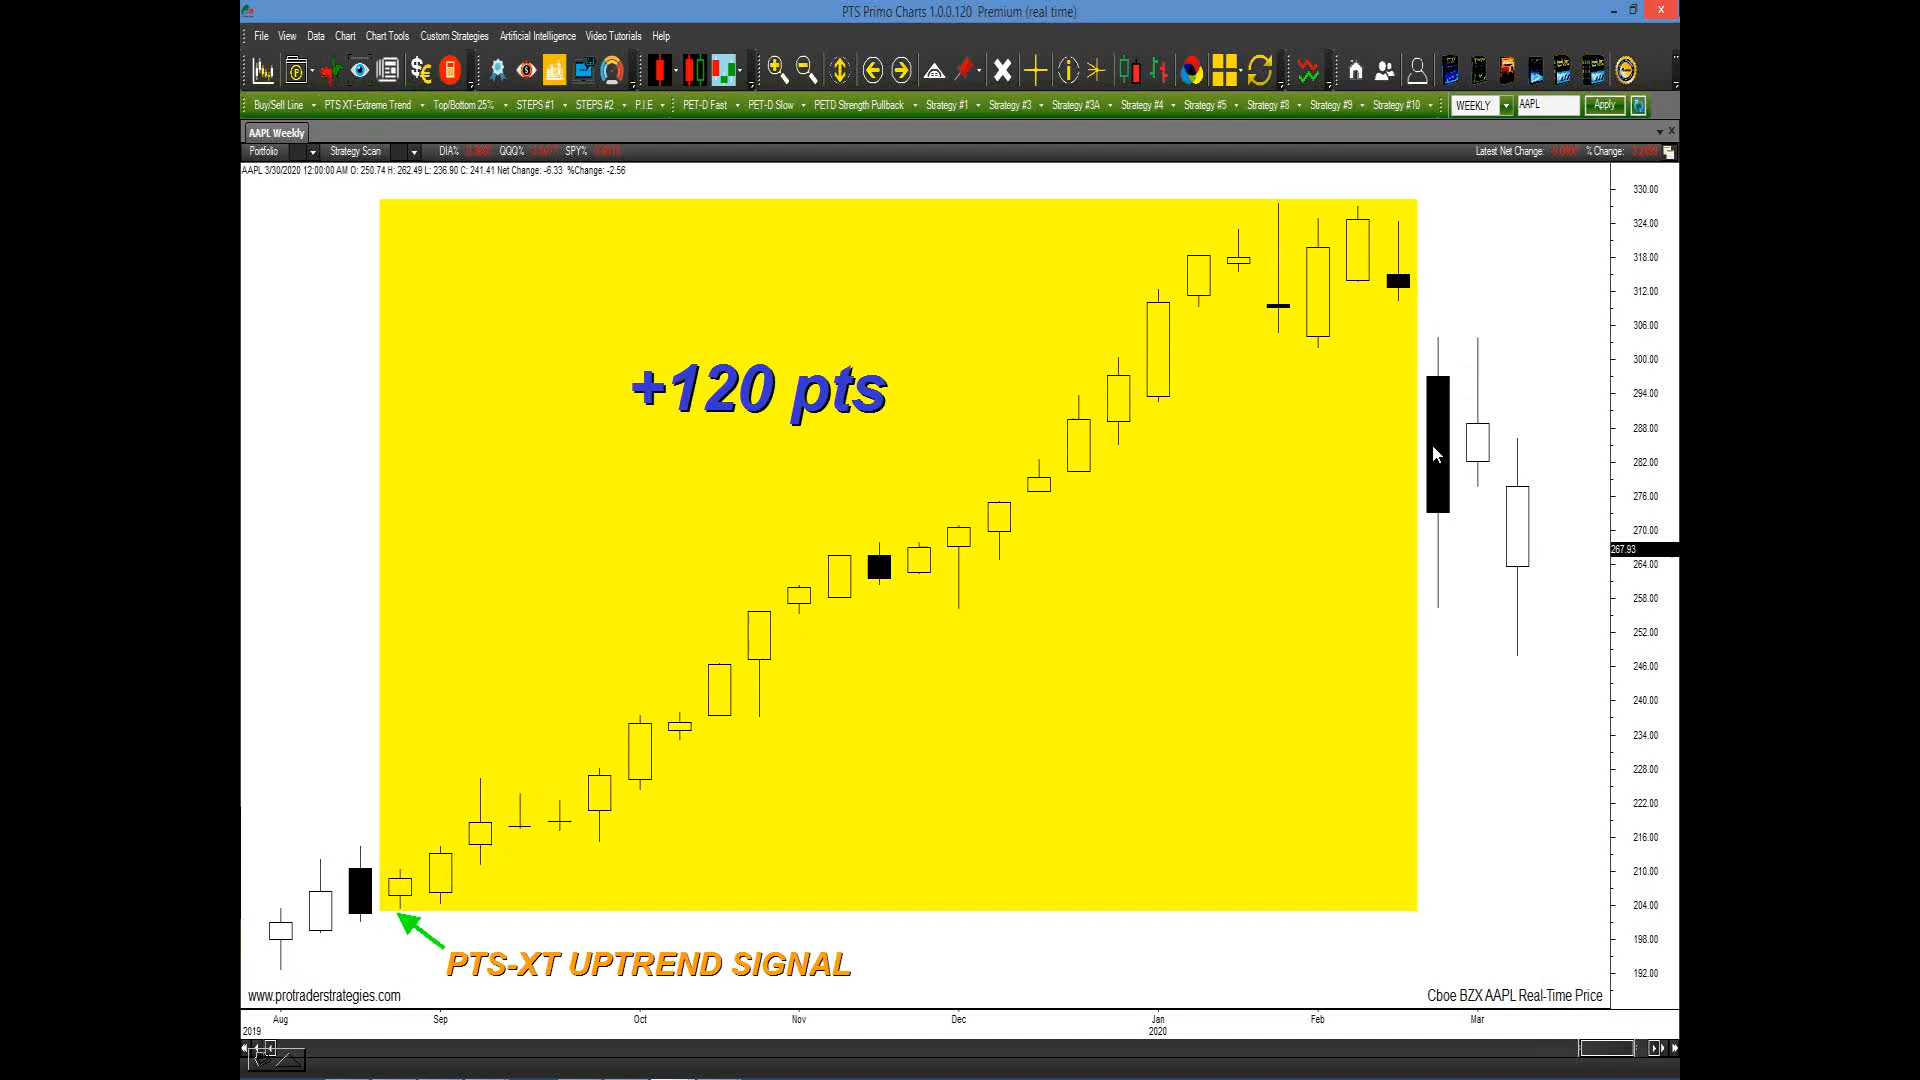 PTS Primo Charts 1.0.0.120 Premium (real time)
File View Data Chart Chart Tools Custom Strategies Artificial Intelligence Video Tutorials Help
Buy/Sell Line PTS XT-Extreme Trend Top/Bottom 25% STEPS #1 STEPS #2 P.I.E PET-D Fast PET-D Slow PETD Strength Pullback Strategy #1 Strategy #3 Strategy #3A Strategy #4 Strategy #5 Strategy #8 Strategy #9 Strategy #10 WEEKLY AAPL Apply
AAPL Weekly
Portfolio Strategy Scan DIA% QQQ% SPY% Latest Net Change: % Change:
AAPL 3/30/2020 12:00:00 AM O: 250.74 H: 262.49 L: 236.90 C: 241.41 Net Change: -6.33 %Change: -2.56
330.00
324.00
318.00
312.00
306.00
300.00
294.00
288.00
282.00
276.00
270.00
267.93
264.00
258.00
252.00
246.00
240.00
234.00
228.00
222.00
216.00
210.00
204.00
198.00
192.00
+120 pts
PTS-XT UPTREND SIGNAL
www.protraderstrategies.com
Cboe BZX AAPL Real-Time Price
Aug Sep Oct Nov Dec Jan Feb Mar
2019 2020